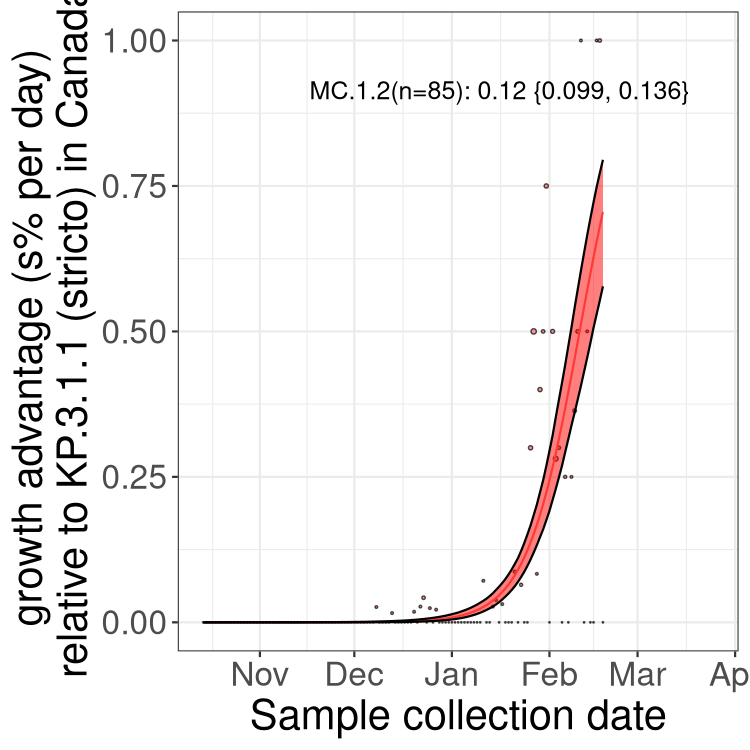 growth advantage (s% per day)
relative to KP.3.1.1 (stricto) in Canada
1.00
0.75
0.50
0.25
0.00
MC.1.2(n=85): 0.12 {0.099, 0.136}
Nov Dec Jan Feb Mar Ap
Sample collection date